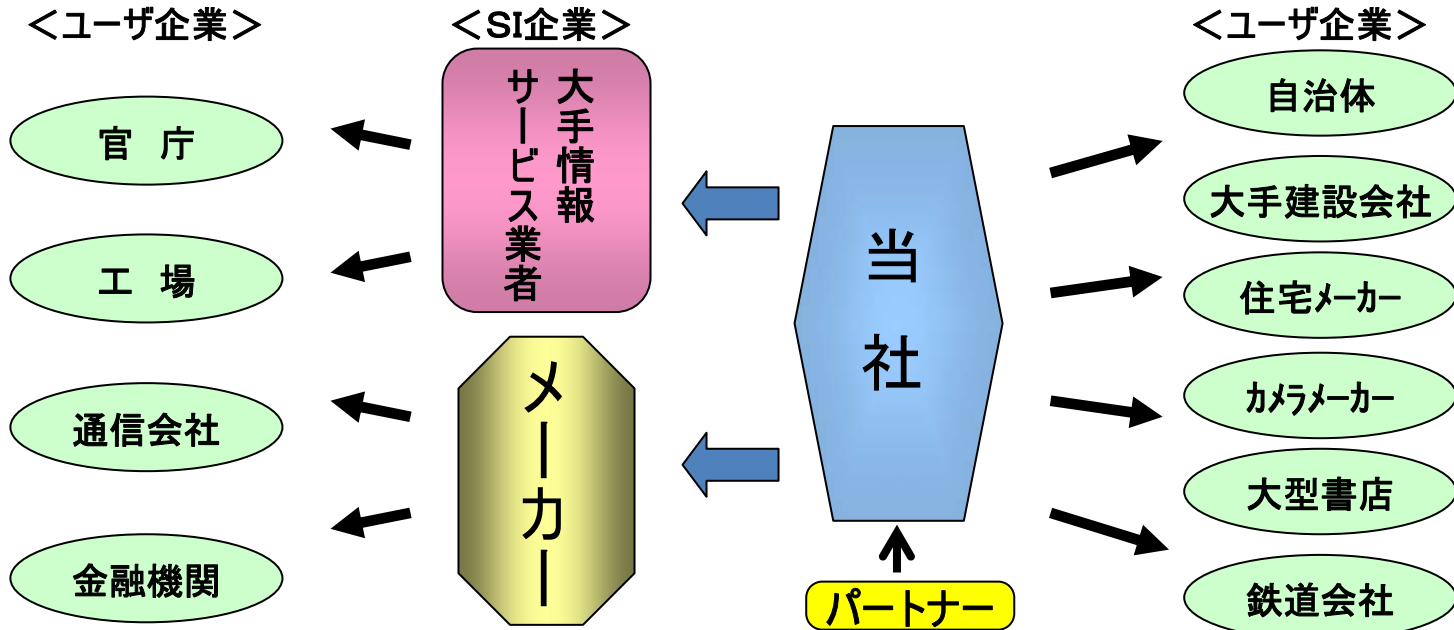 ＜ユーザ企業＞
＜SI企業＞
＜ユーザ企業＞
官 庁
工 場
通信会社
金融機関
大手情報
サービス業者
メーカー
当社
パートナー
自治体
大手建設会社
住宅ﾒｰｶｰ
ｶﾒﾗﾒｰｶｰ
大型書店
鉄道会社